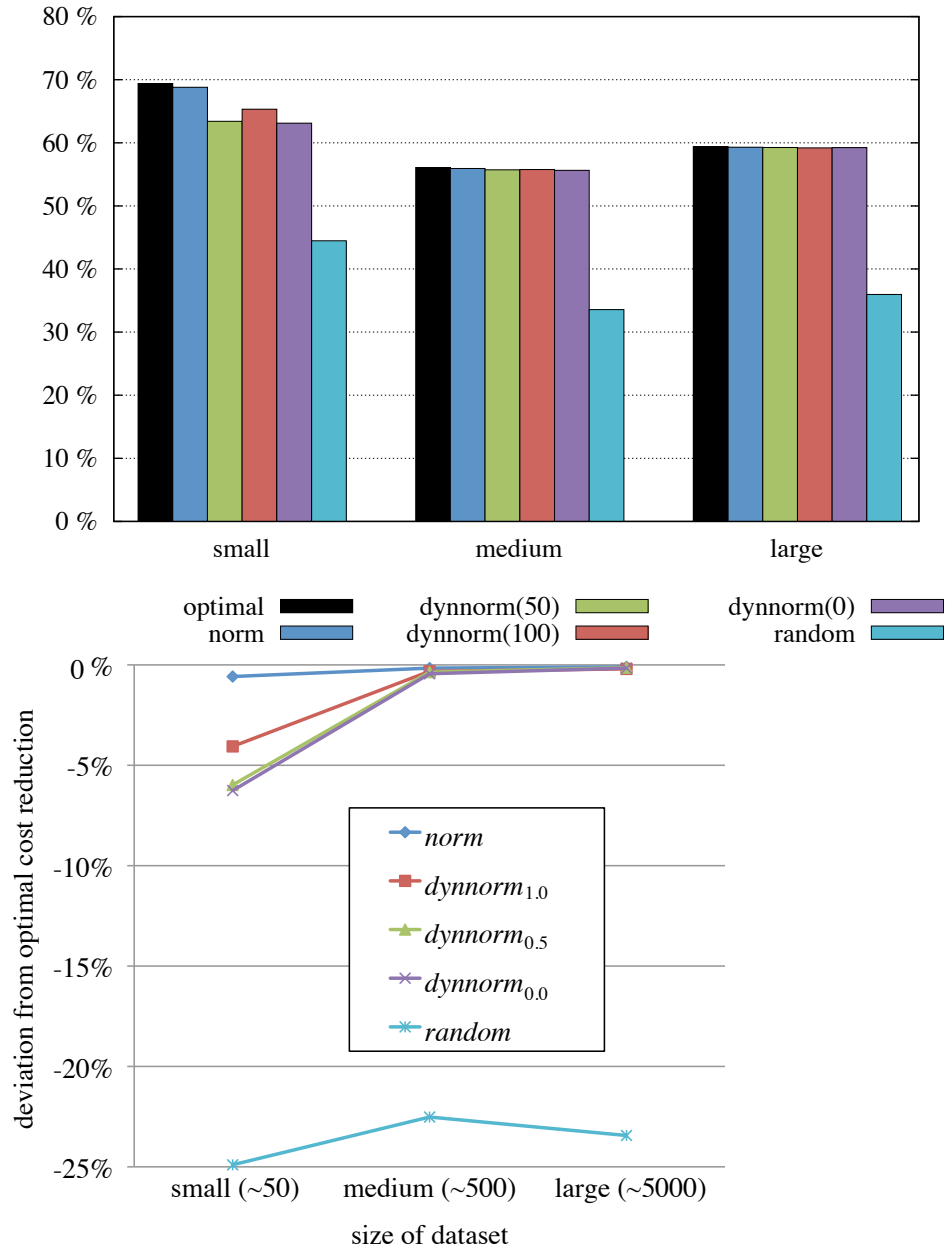 80 %
70 %
60 %
50 %
40 %
30 %
20 %
10 %
0 %
small medium large
optimal dynnorm(50) dynnorm(0)
norm dynnorm(100) random
0 %
-5%
-10%
-15%
-20%
-25%
deviation from optimal cost reduction
norm
dynnorm1.0
dynnorm0.5
dynnorm0.0
random
small (~50) medium (~500) large (~5000)
size of dataset